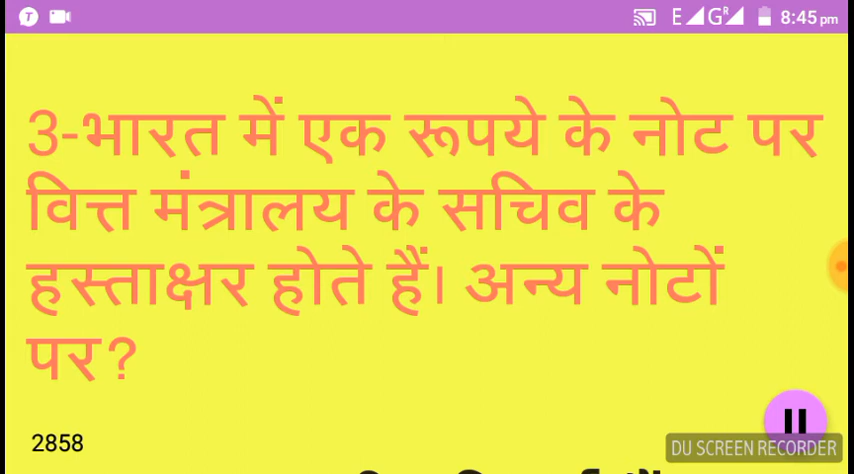 T E G R 8:45 pm
3-भारत में एक रूपये के नोट पर
वित्त मंत्रालय के सचिव के
हस्ताक्षर होते हैं। अन्य नोटों
पर?
2858
DU SCREEN RECORDER